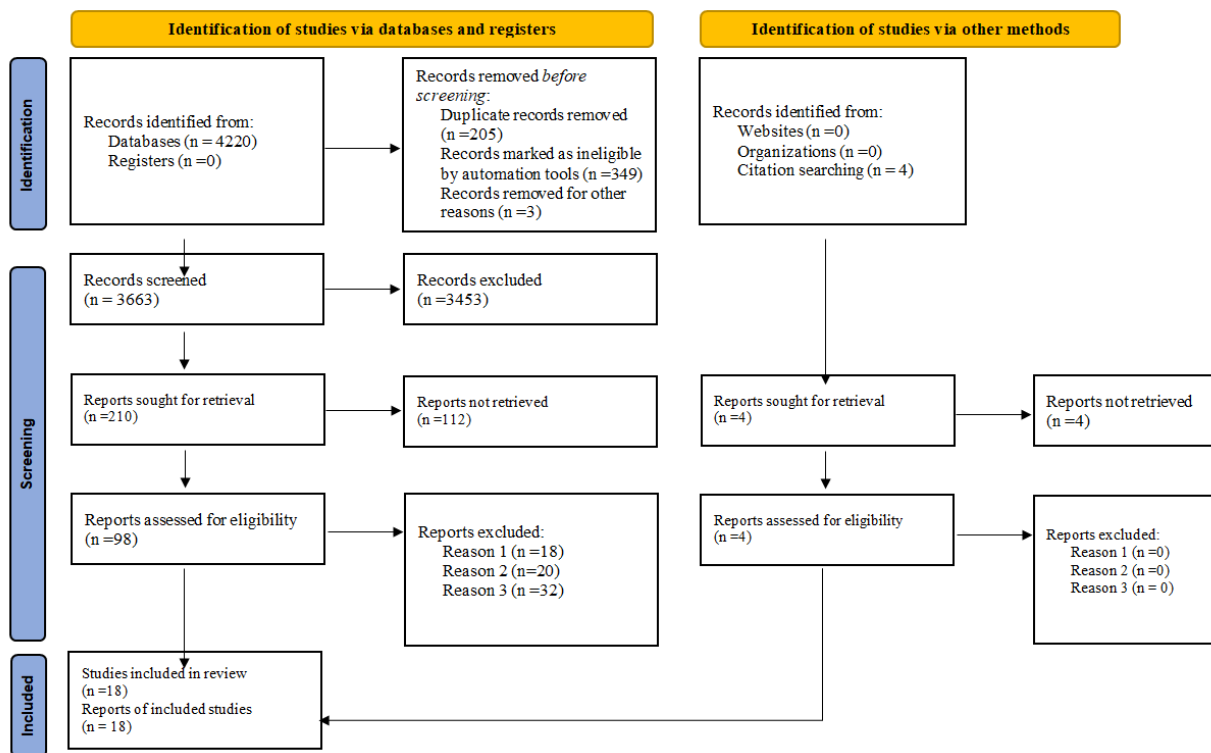 Identification of studies via databases and registers
Identification of studies via other methods
Identification
Records identified from:
Databases (n = 4220)
Registers (n =0)
Records removed before
screening:
Duplicate records removed
(n =205)
Records marked as ineligible
by automation tools (n =349)
Records removed for other
reasons (n =3)
Records identified from:
Websites (n =0)
Organizations (n =0)
Citation searching (n = 4)
Screening
Records screened
(n = 3663)
Records excluded
(n =3453)
Reports sought for retrieval
(n =210)
Reports not retrieved
(n =112)
Reports sought for retrieval
(n =4)
Reports not retrieved
(n =4)
Reports assessed for eligibility
(n =98)
Reports excluded:
Reason 1 (n =18)
Reason 2 (n=20)
Reason 3 (n =32)
Reports assessed for eligibility
(n =4)
Reports excluded:
Reason 1 (n =0)
Reason 2 (n =0)
Reason 3 (n = 0)
Included
Studies included in review
(n =18)
Reports of included studies
(n = 18)